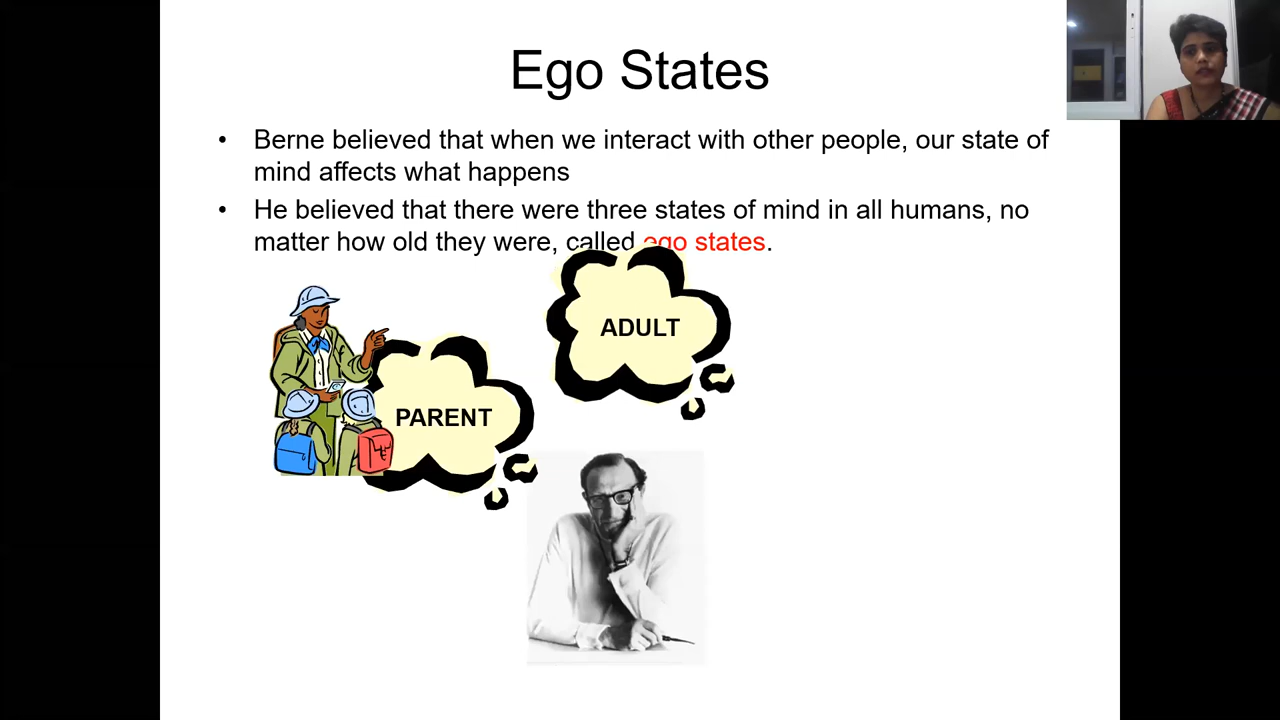 Ego States
• Berne believed that when we interact with other people, our state of
mind affects what happens
• He believed that there were three states of mind in all humans, no
matter how old they were, called ego states.
ADULT
PARENT